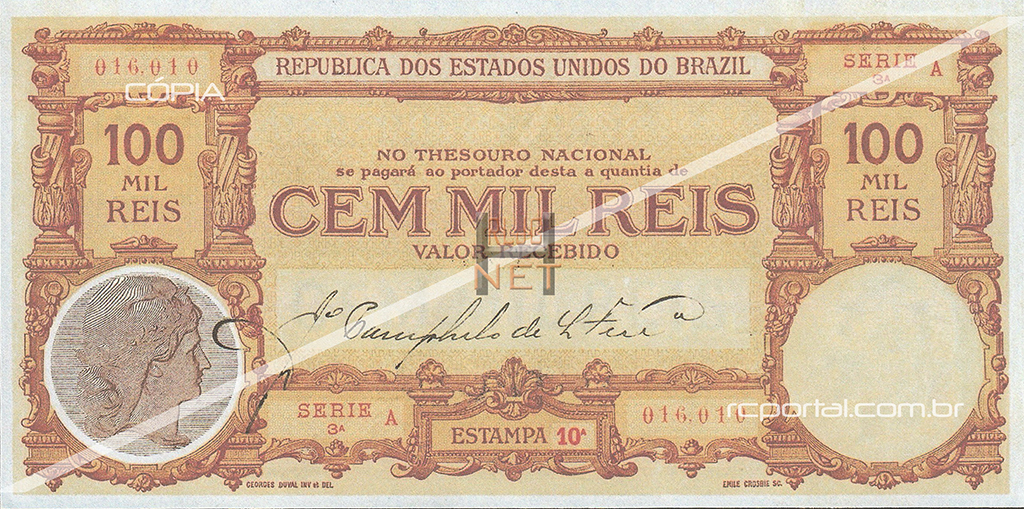 016,010
REPUBLICA DOS ESTADOS UNIDOS DO BRAZIL
SERIE A
3ª
CÓPIA
100
MIL
REIS
NO THESOURO NACIONAL
se pagará ao portador desta a quantia de
CEM MIL REIS
VALOR RECEBIDO
100
MIL
REIS
H
NET
Pamphilo de
SERIE A
3ª
ESTAMPA 10ª
016,010
rcportal.com.br
GEORGES DUVAL INV et DEL.
EMILE CROSBIE SC.